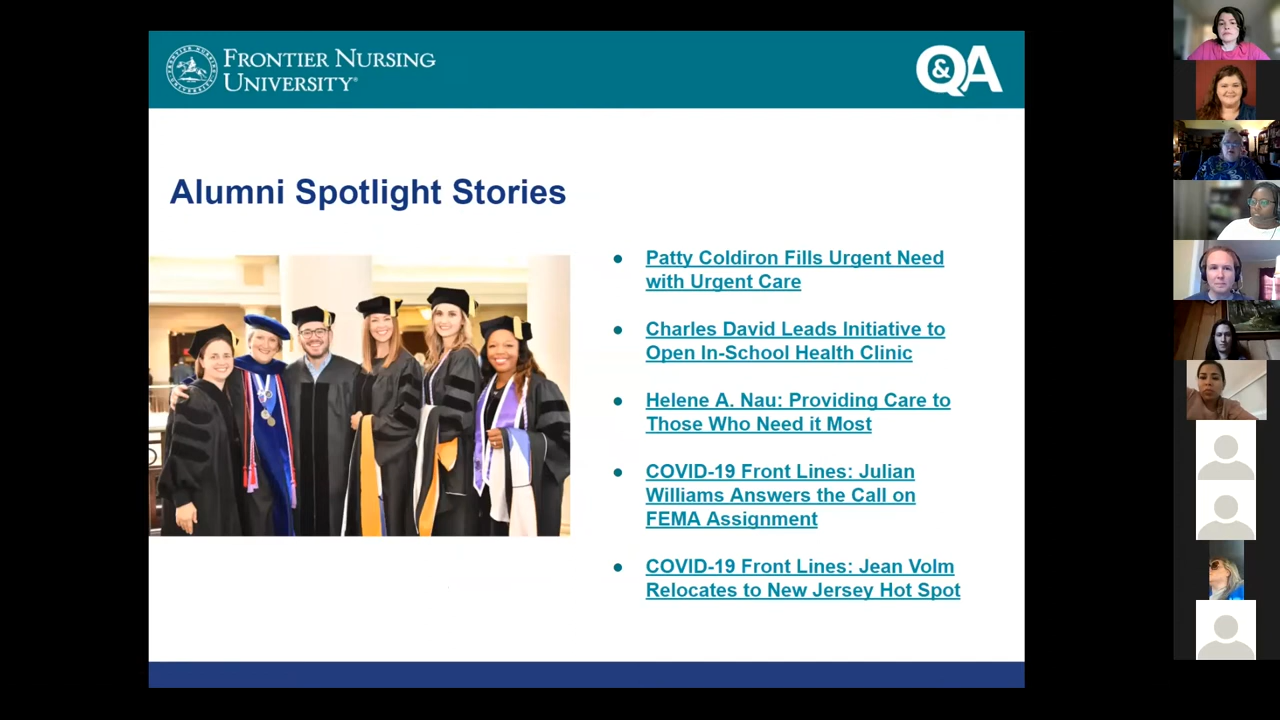 FRONTIER NURSING
UNIVERSITY®
Q&A
Alumni Spotlight Stories
Patty Coldiron Fills Urgent Need
with Urgent Care
Charles David Leads Initiative to
Open In-School Health Clinic
Helene A. Nau: Providing Care to
Those Who Need it Most
COVID-19 Front Lines: Julian
Williams Answers the Call on
FEMA Assignment
COVID-19 Front Lines: Jean Volm
Relocates to New Jersey Hot Spot